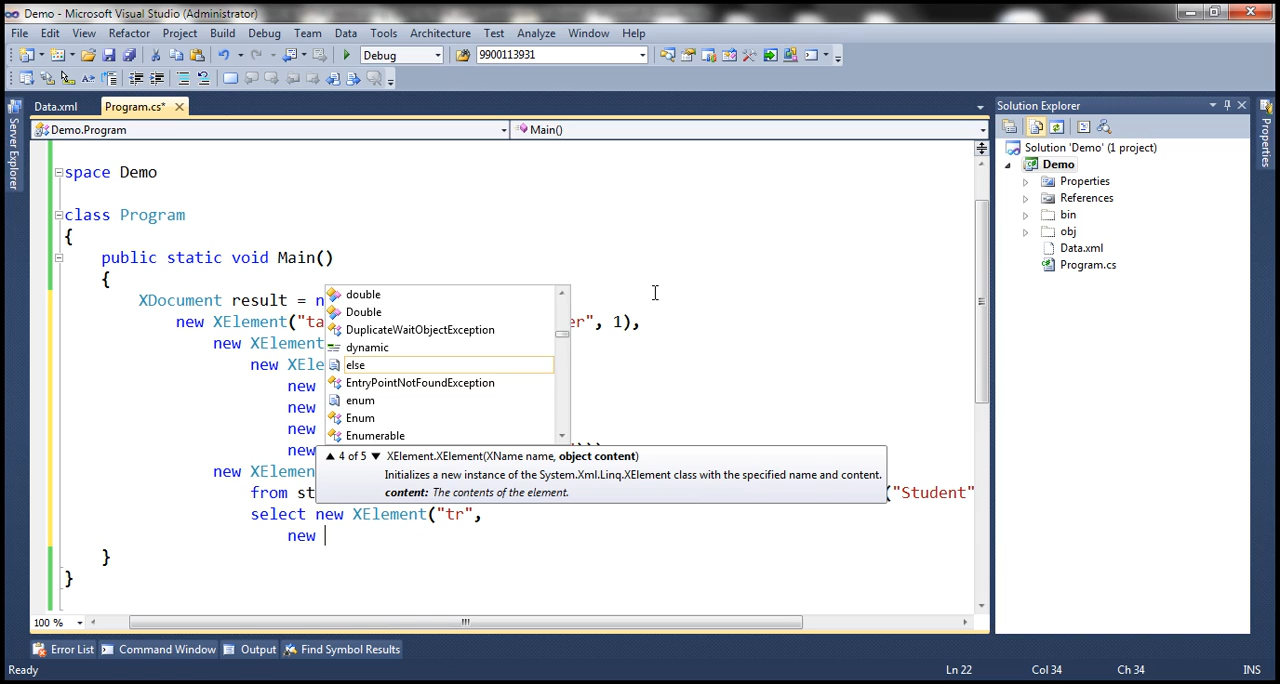 Demo - Microsoft Visual Studio (Administrator)
File Edit View Refactor Project Build Debug Team Data Tools Architecture Test Analyze Window Help
Debug 9900113931
Data.xml Program.cs*
Demo.Program Main()
space Demo
class Program
{
public static void Main()
{
XDocument result = n
new XElement("ta er", 1),
new XElement
new XEle
new
new
new
new )))
new XElemen
from st ("Student"
select new XElement("tr",
new
}
}
double
Double
DuplicateWaitObjectException
dynamic
else
EntryPointNotFoundException
enum
Enum
Enumerable
4 of 5 XElement.XElement(XName name, object content)
Initializes a new instance of the System.Xml.Linq.XElement class with the specified name and content.
content: The contents of the element.
100 %
Server Explorer
Solution Explorer
Solution 'Demo' (1 project)
Demo
Properties
References
bin
obj
Data.xml
Program.cs
Properties
Error List Command Window Output Find Symbol Results
Ready Ln 22 Col 34 Ch 34 INS